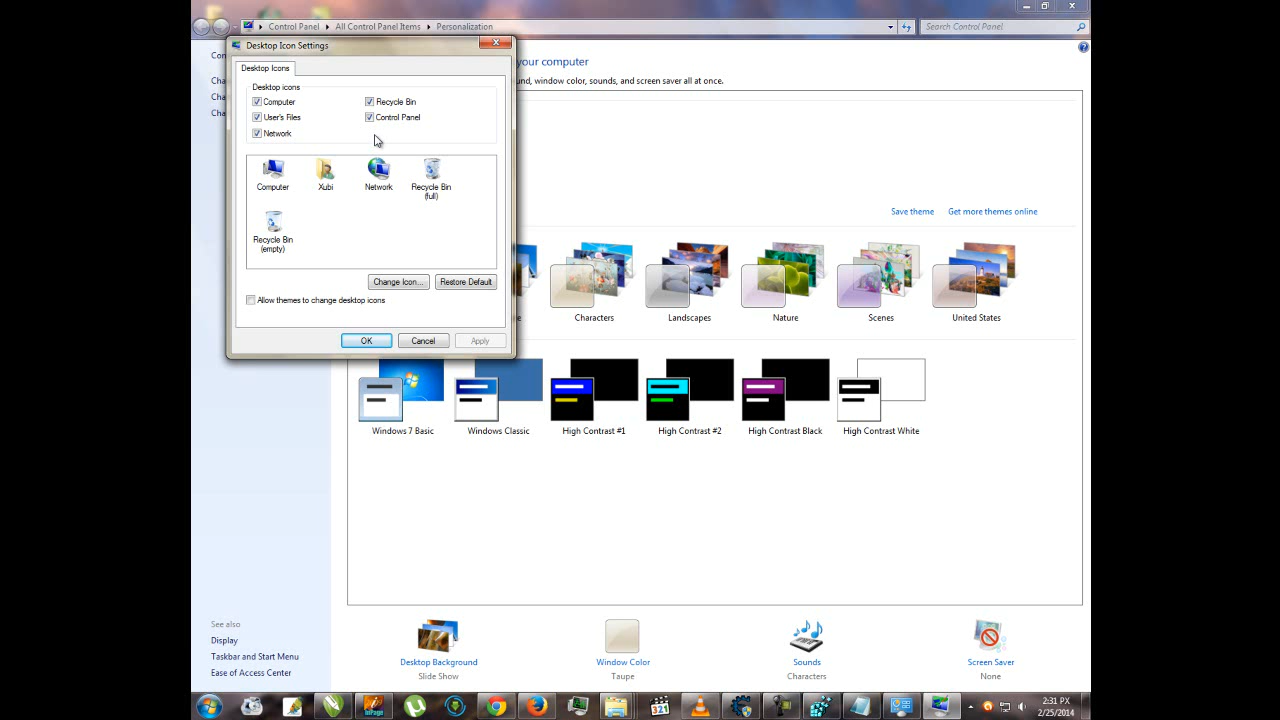 Control Panel ▸ All Control Panel Items ▸ Personalization
Search Control Panel
Desktop Icon Settings
your computer
und, window color, sounds, and screen saver all at once.
Desktop Icons
Desktop icons
Computer
Recycle Bin
User's Files
Control Panel
Network
Computer
Xubi
Network
Recycle Bin
(full)
Recycle Bin
(empty)
Change Icon...
Restore Default
Allow themes to change desktop icons
OK
Cancel
Apply
Save theme
Get more themes online
Characters
Landscapes
Nature
Scenes
United States
Windows 7 Basic
Windows Classic
High Contrast #1
High Contrast #2
High Contrast Black
High Contrast White
See also
Display
Taskbar and Start Menu
Ease of Access Center
Desktop Background
Slide Show
Window Color
Taupe
Sounds
Characters
Screen Saver
None
InPage
321
2:31 PX
2/25/2014